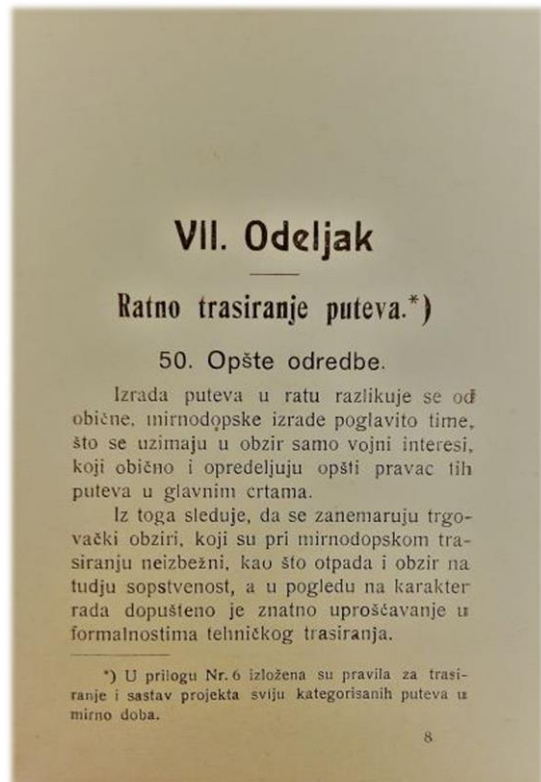 VII. Odeljak
Ratno trasiranje puteva.*)
50. Opšte odredbe.
Izrada puteva u ratu razlikuje se od
obične, mirnodopske izrade poglavito time,
što se uzimaju u obzir samo vojni interesi,
koji obično i opredeljuju opšti pravac tih
puteva u glavnim crtama.
Iz toga sleduje, da se zanemaruju trgo-
vački obziri, koji su pri mirnodopskom tra-
siranju neizbežni, kao što otpada i obzir na
tudju sopstvenost, a u pogledu na karakter
rada dopušteno je znatno uprošćavanje u
formalnostima tehničkog trasiranja.
*) U prilogu Nr. 6 izložena su pravila za trasi-
ranje i sastav projekta sviju kategorisanih puteva u
mirno doba.
8